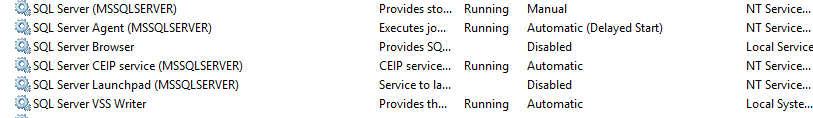 SQL Server (MSSQLSERVER) Provides sto... Running Manual NT Service...
SQL Server Agent (MSSQLSERVER) Executes jo... Running Automatic (Delayed Start) NT Service...
SQL Server Browser Provides SQ... Disabled Local Service
SQL Server CEIP service (MSSQLSERVER) CEIP service... Running Automatic NT Service...
SQL Server Launchpad (MSSQLSERVER) Service to la... Disabled NT Service...
SQL Server VSS Writer Provides th... Running Automatic Local Syste...